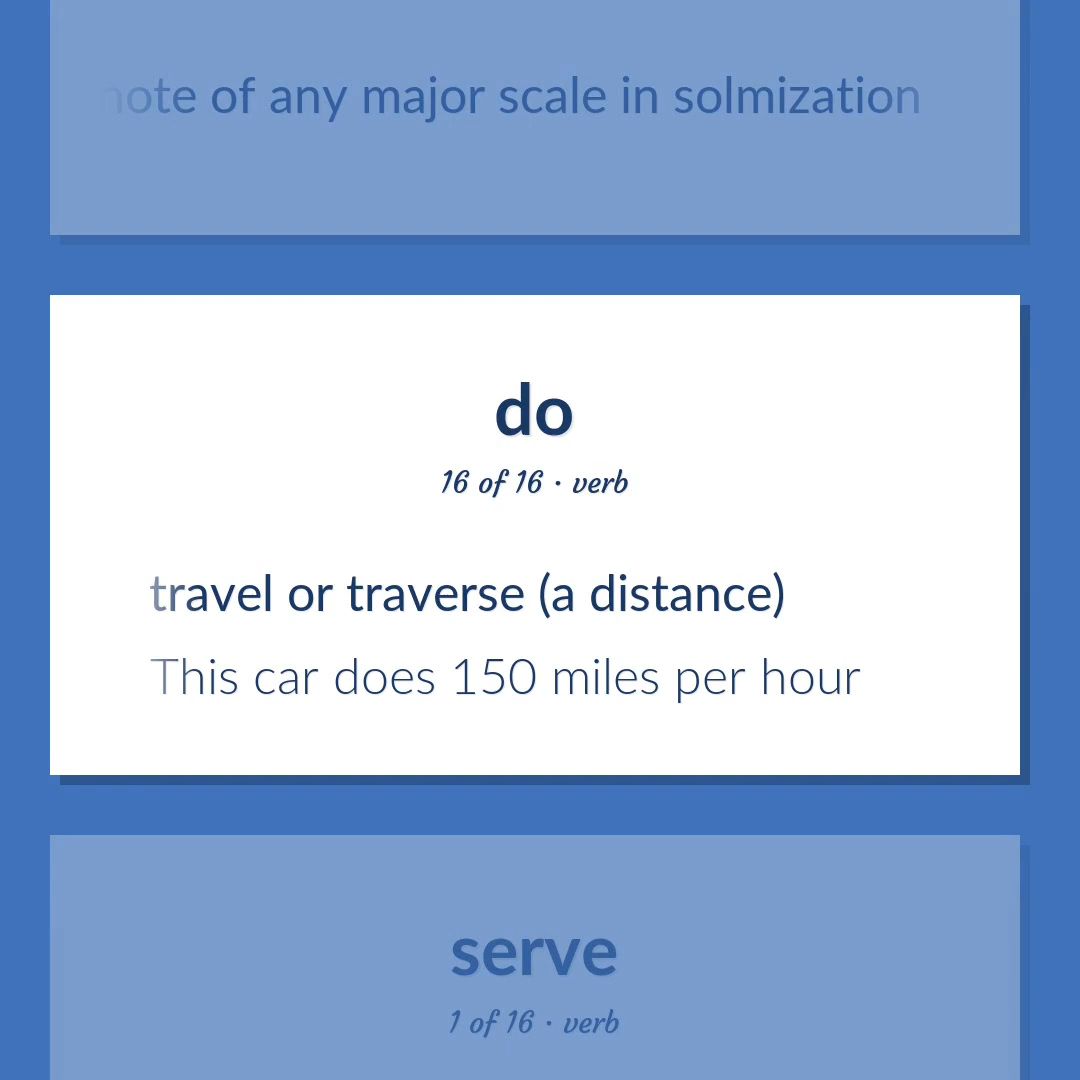 note of any major scale in solmization
do
16 of 16 · verb
travel or traverse (a distance)
This car does 150 miles per hour
serve
1 of 16 · verb